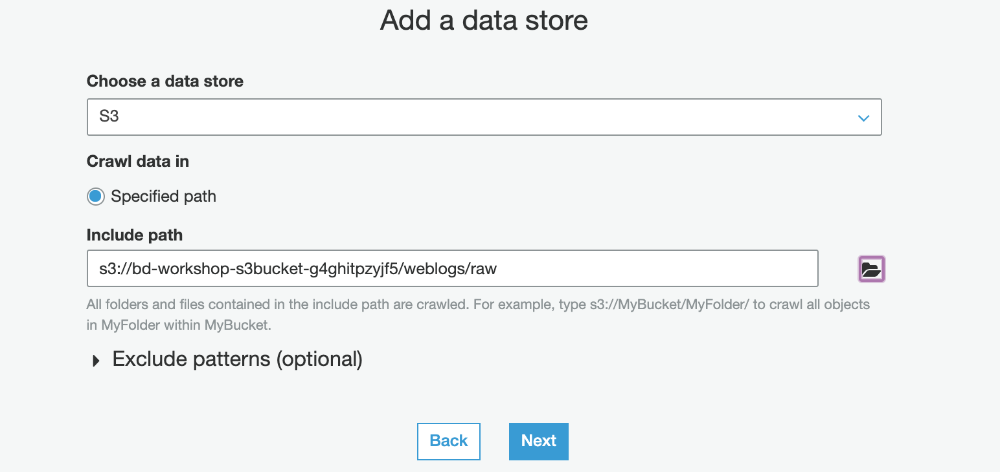 Add a data store
Choose a data store
S3
Crawl data in
Specified path
Include path
s3://bd-workshop-s3bucket-g4ghitpzyjf5/weblogs/raw
All folders and files contained in the include path are crawled. For example, type s3://MyBucket/MyFolder/ to crawl all objects
in MyFolder within MyBucket.
Exclude patterns (optional)
Back
Next